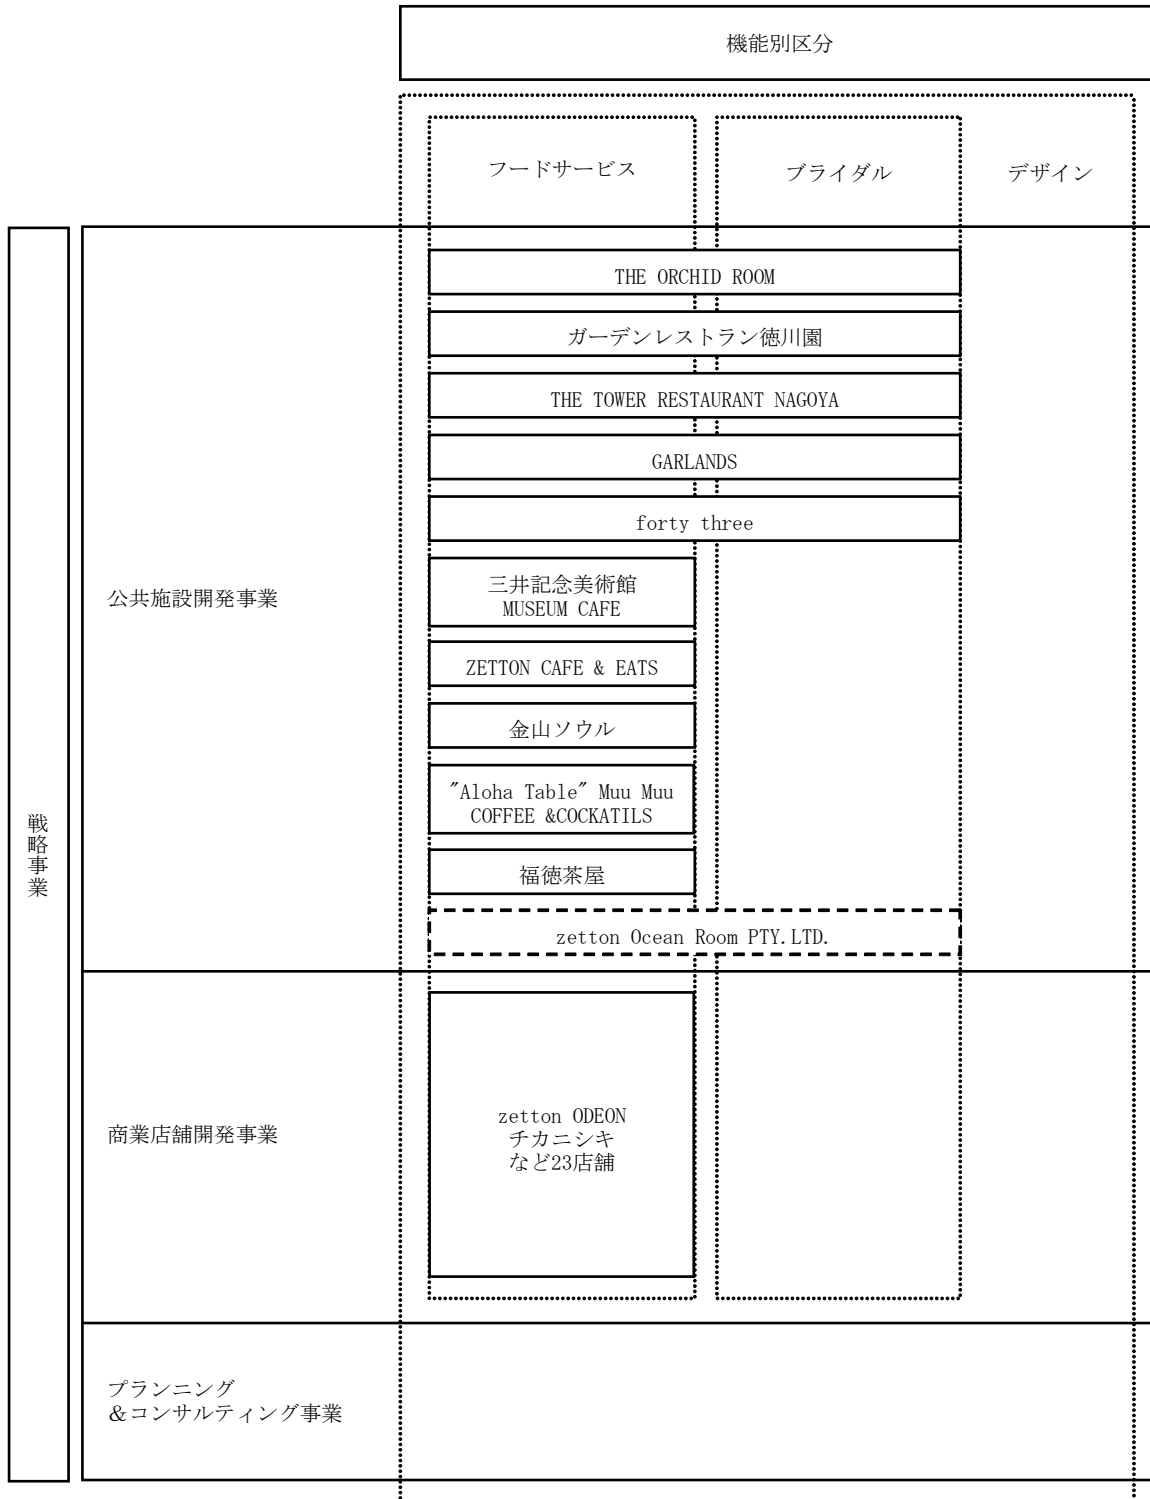 機能別区分
フードサービス
ブライダル
デザイン
戦略事業
公共施設開発事業
THE ORCHID ROOM
ガーデンレストラン徳川園
THE TOWER RESTAURANT NAGOYA
GARLANDS
forty three
三井記念美術館
MUSEUM CAFE
ZETTON CAFE & EATS
金山ソウル
"Aloha Table" Muu Muu
COFFEE &COCKATILS
福徳茶屋
zetton Ocean Room PTY.LTD.
商業店舗開発事業
zetton ODEON
チカニシキ
など23店舗
プランニング
＆コンサルティング事業